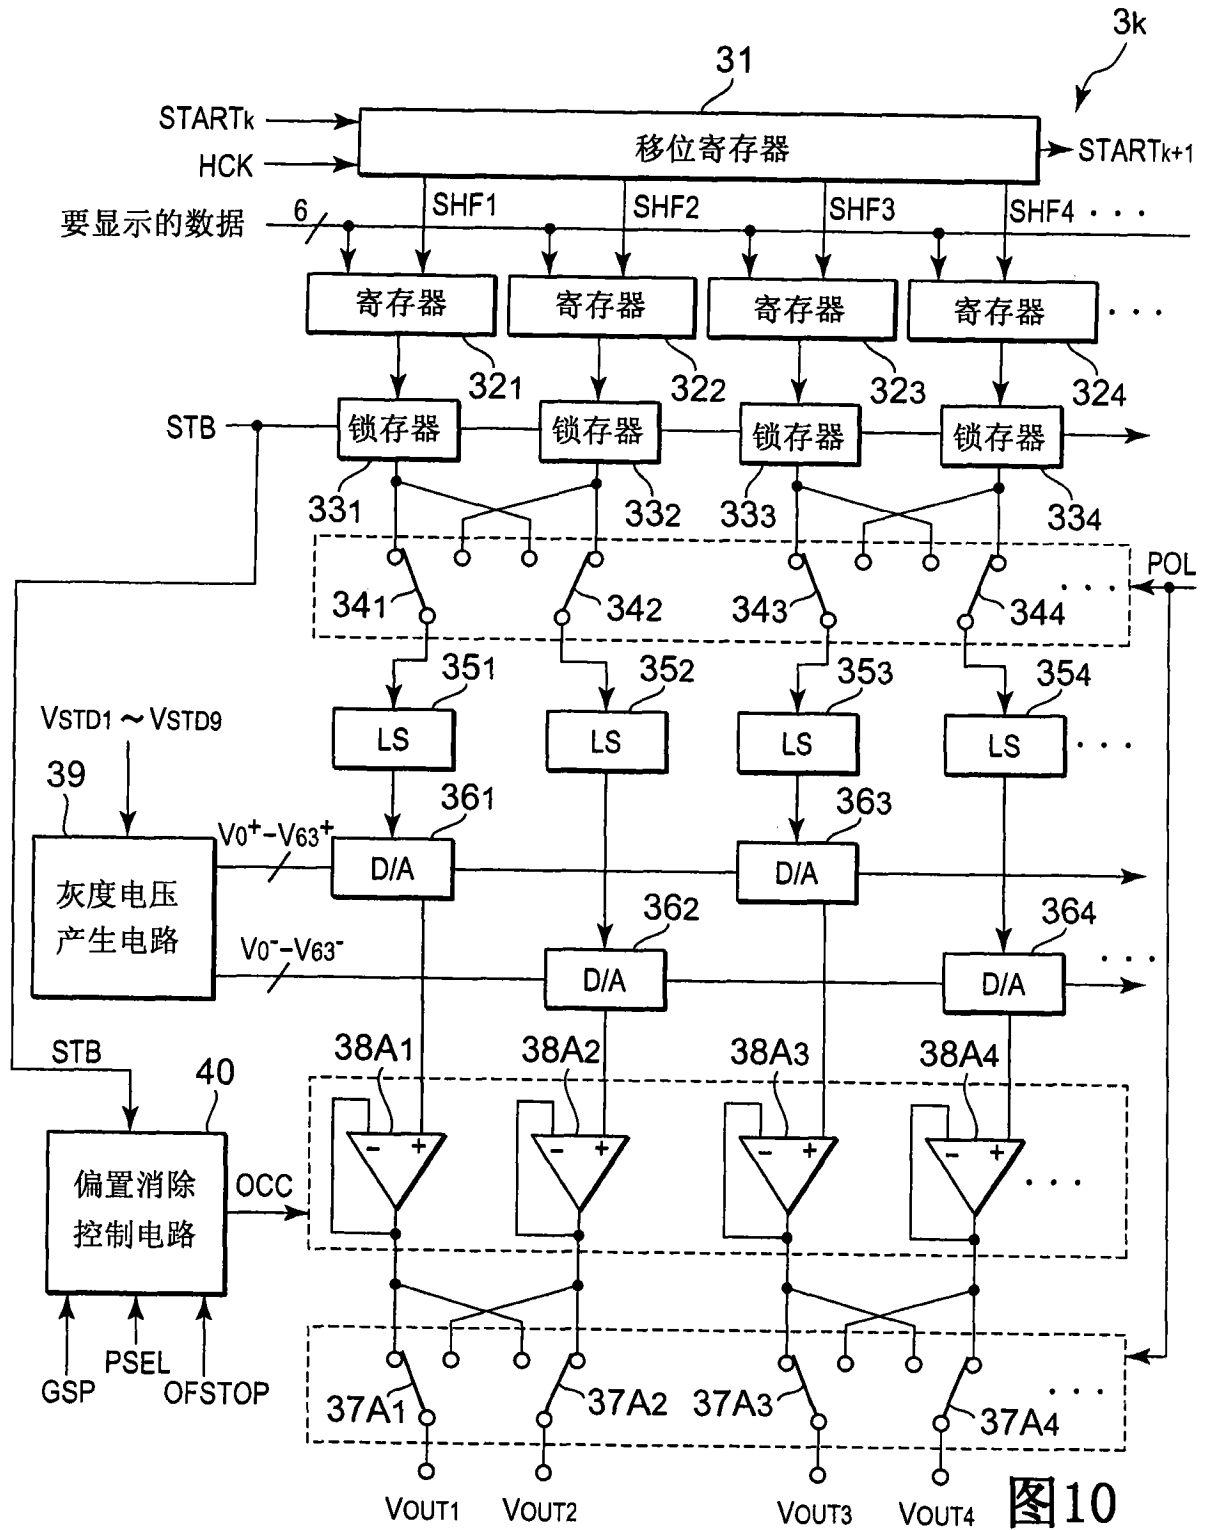 3k
31
STARTk
移位寄存器
STARTk+1
HCK
SHF1
SHF2
SHF3
SHF4 · · ·
要显示的数据
6
寄存器
寄存器
寄存器
寄存器
· · ·
321
322
323
324
STB
锁存器
锁存器
锁存器
锁存器
331
332
333
334
POL
341
342
343
344
· · ·
351
352
353
354
VSTD1~VSTD9
LS
LS
LS
LS
· · ·
39
361
363
V0+–V63+
D/A
D/A
灰度电压
产生电路
362
364
V0-–V63-
D/A
D/A
· · ·
STB
38A1
38A2
38A3
38A4
40
- +
- +
- +
- +
· · ·
偏置消除
控制电路
OCC
PSEL
GSP
OFSTOP
37A1
37A2
37A3
37A4
· · ·
VOUT1
VOUT2
VOUT3
VOUT4
图10